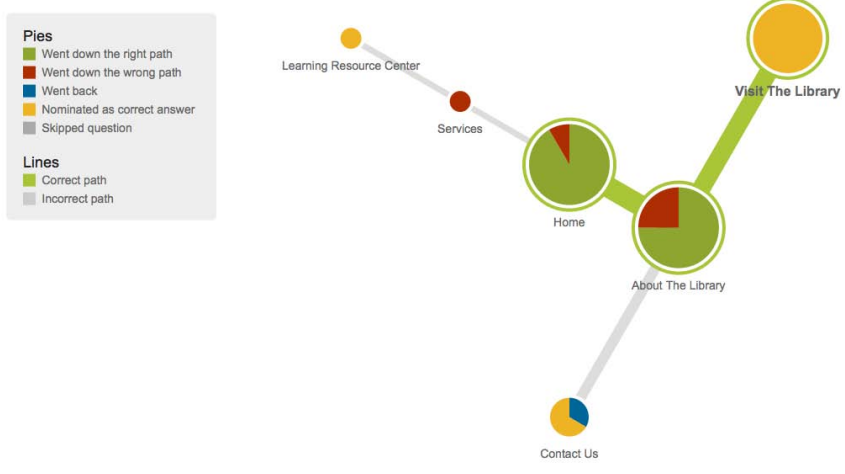 Pies
Went down the right path
Went down the wrong path
Went back
Nominated as correct answer
Skipped question
Lines
Correct path
Incorrect path
Learning Resource Center
Services
Home
Visit The Library
About The Library
Contact Us